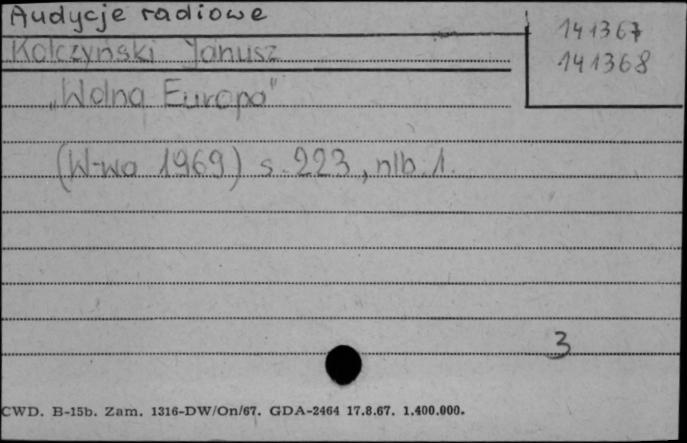 Audycje radiowe
141367
Kolczyński Janusz
141368
„Wolna Europa"
(W-wa 1969) s. 223, nlb. 1.
3
CWD. B-15b. Zam. 1316-DW/On/67. GDA-2464 17.8.67. 1.400.000.